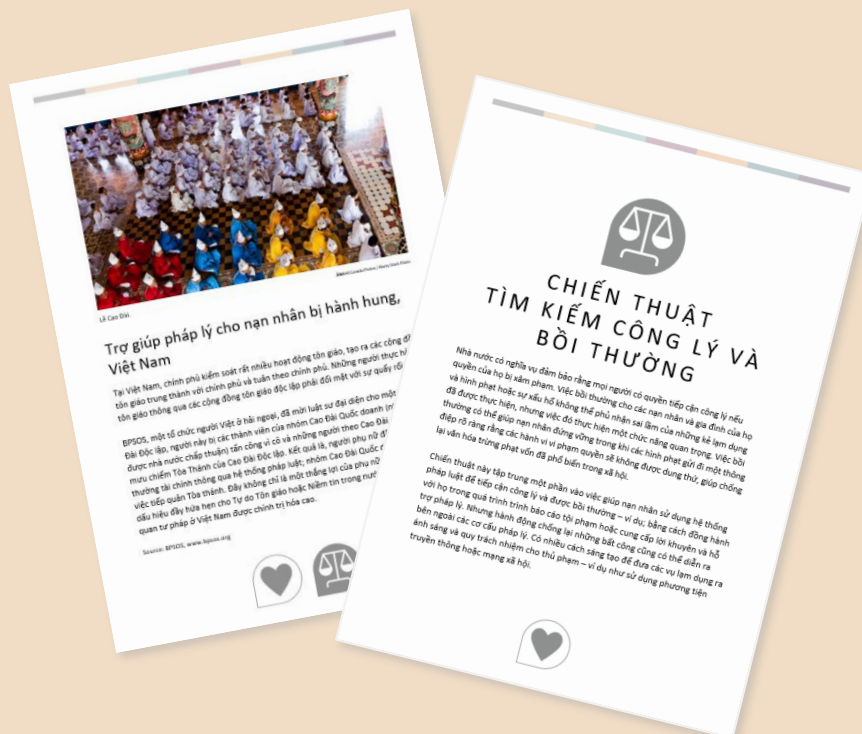 Lễ Cao Đài.
Trợ giúp pháp lý cho nạn nhân bị hành hung,
Việt Nam
Tại Việt Nam, chính phủ kiểm soát rất nhiều hoạt động tôn giáo, tạo ra các cộng
tôn giáo trung thành với chính phủ và tuân theo chính phủ. Những người thực
tôn giáo thông qua các cộng đồng tôn giáo độc lập phải đối mặt với sự quấy
BPSOS, một tổ chức người Việt ở hải ngoại, đã mời luật sư đại diện cho một
Đài Độc lập, người này bị các thành viên của nhóm Cao Đài Quốc doanh
được nhà nước chấp thuận) tấn công vì cô và những người theo Cao Đài
mưu chiếm Tòa Thánh của Cao Đài Độc lập. Kết quả là, người phụ nữ
thường tài chính thông qua hệ thống pháp luật; nhóm Cao Đài Quốc
việc tiếp quản Tòa thánh. Đây không chỉ là một thắng lợi của phụ nữ
dấu hiệu đầy hứa hẹn cho Tự do Tôn giáo hoặc Niềm tin trong
quan tư pháp ở Việt Nam được chính trị hóa cao.
Source: BPSOS, www.bpsos.org
CHIẾN THUẬT
TÌM KIẾM CÔNG LÝ VÀ
BỒI THƯỜNG
Nhà nước có nghĩa vụ đảm bảo rằng mọi người có quyền tiếp cận công lý nếu
quyền của họ bị xâm phạm. Việc bồi thường cho các nạn nhân và gia đình của họ
và hình phạt hoặc sự xấu hổ không thể phủ nhận sai lầm của những kẻ lạm dụng
đã được thực hiện, nhưng việc đó thực hiện một chức năng quan trọng. Việc bồi
thường có thể giúp nạn nhân đứng vững trong khi các hình phạt gửi đi một thông
điệp rõ ràng rằng các hành vi vi phạm quyền sẽ không được dung thứ, giúp chống
lại văn hóa trừng phạt vốn đã phổ biến trong xã hội.
Chiến thuật này tập trung một phần vào việc giúp nạn nhân sử dụng hệ thống
pháp luật để tiếp cận công lý và được bồi thường – ví dụ; bằng cách đồng hành
với họ trong quá trình trình báo cáo tội phạm hoặc cung cấp lời khuyên và hỗ
trợ pháp lý. Nhưng hành động chống lại những bất công cũng có thể diễn ra
bên ngoài các cơ cấu pháp lý. Có nhiều cách sáng tạo để đưa các vụ lạm dụng ra
ánh sáng và quy trách nhiệm cho thủ phạm – ví dụ như sử dụng phương tiện
truyền thông hoặc mạng xã hội.